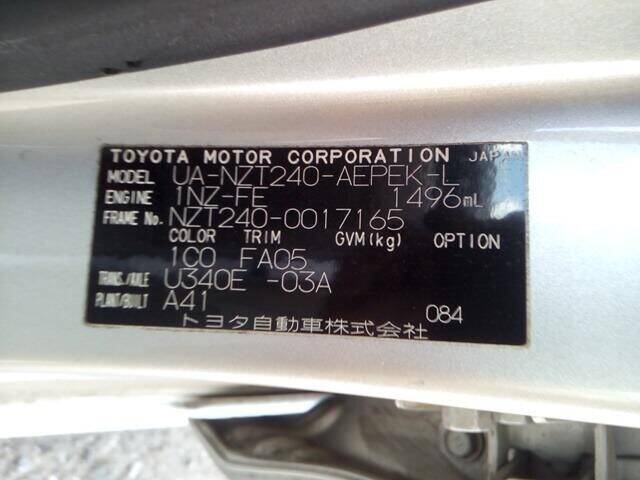 TOYOTA MOTOR CORPORATION JAPAN
MODEL UA-NZT240-AEPEK-L
ENGINE 1NZ-FE 1496mL
FRAME No. NZT240-0017165
COLOR TRIM GVM(kg) OPTION
1C0 FA05
TRANS./AXLE U340E -03A
PLANT/BUILT A41 084
トヨタ自動車株式会社